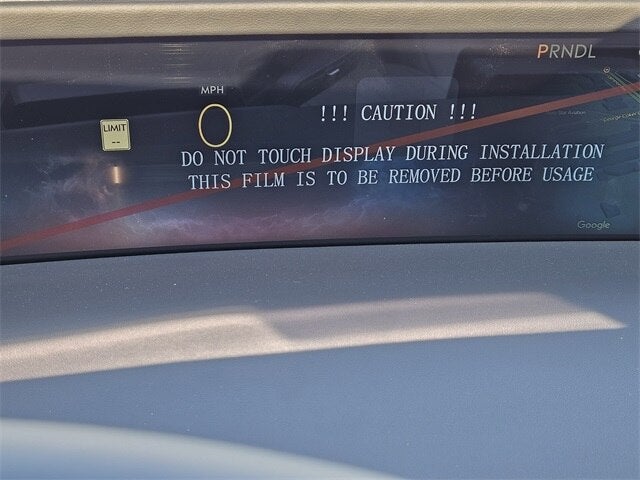 PRNDL
MPH
0
LIMIT
--
!!! CAUTION !!!
DO NOT TOUCH DISPLAY DURING INSTALLATION
THIS FILM IS TO BE REMOVED BEFORE USAGE
Google